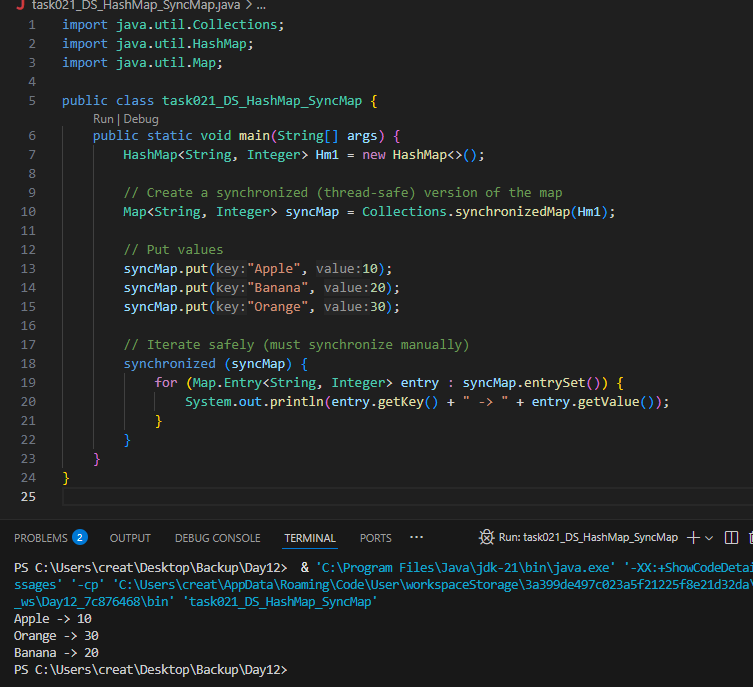 task021_DS_HashMap_SyncMap.java > ...
1 import java.util.Collections;
2 import java.util.HashMap;
3 import java.util.Map;
4
5 public class task021_DS_HashMap_SyncMap {
Run | Debug
6 public static void main(String[] args) {
7 HashMap<String, Integer> Hm1 = new HashMap<>();
8
9 // Create a synchronized (thread-safe) version of the map
10 Map<String, Integer> syncMap = Collections.synchronizedMap(Hm1);
11
12 // Put values
13 syncMap.put(key:"Apple", value:10);
14 syncMap.put(key:"Banana", value:20);
15 syncMap.put(key:"Orange", value:30);
16
17 // Iterate safely (must synchronize manually)
18 synchronized (syncMap) {
19 for (Map.Entry<String, Integer> entry : syncMap.entrySet()) {
20 System.out.println(entry.getKey() + " -> " + entry.getValue());
21 }
22 }
23 }
24 }
25
PROBLEMS 2 OUTPUT DEBUG CONSOLE TERMINAL PORTS ··· Run: task021_DS_HashMap_SyncMap
PS C:\Users\creat\Desktop\Backup\Day12> & 'C:\Program Files\Java\jdk-21\bin\java.exe' '-XX:+ShowCodeDetai
ssages' '-cp' 'C:\Users\creat\AppData\Roaming\Code\User\workspaceStorage\3a399de497c023a5f21225f8e21d32da\
_ws\Day12_7c876468\bin' 'task021_DS_HashMap_SyncMap'
Apple -> 10
Orange -> 30
Banana -> 20
PS C:\Users\creat\Desktop\Backup\Day12>